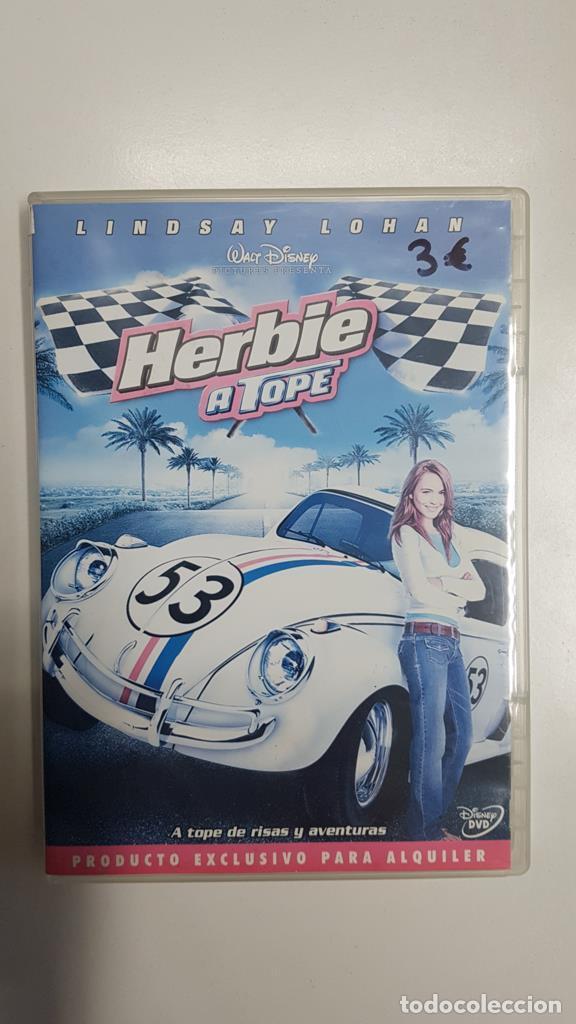 LINDSAY LOHAN
WALT DISNEY
PICTURES PRESENTA
3€
Herbie
A TOPE
53
53
A tope de risas y aventuras
DISNEY
DVD
PRODUCTO EXCLUSIVO PARA ALQUILER
todocoleccion